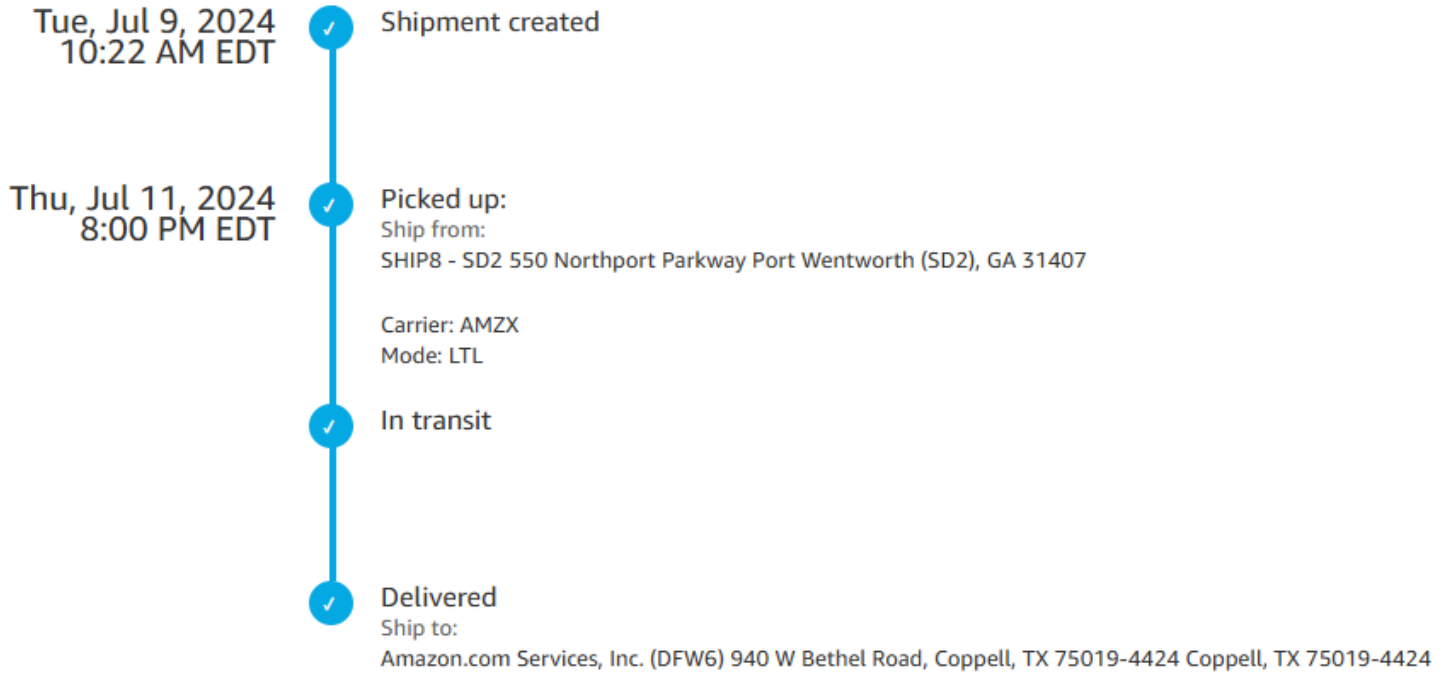 Tue, Jul 9, 2024
10:22 AM EDT
Shipment created
Thu, Jul 11, 2024
8:00 PM EDT
Picked up:
Ship from:
SHIP8 - SD2 550 Northport Parkway Port Wentworth (SD2), GA 31407
Carrier: AMZX
Mode: LTL
In transit
Delivered
Ship to:
Amazon.com Services, Inc. (DFW6) 940 W Bethel Road, Coppell, TX 75019-4424 Coppell, TX 75019-4424